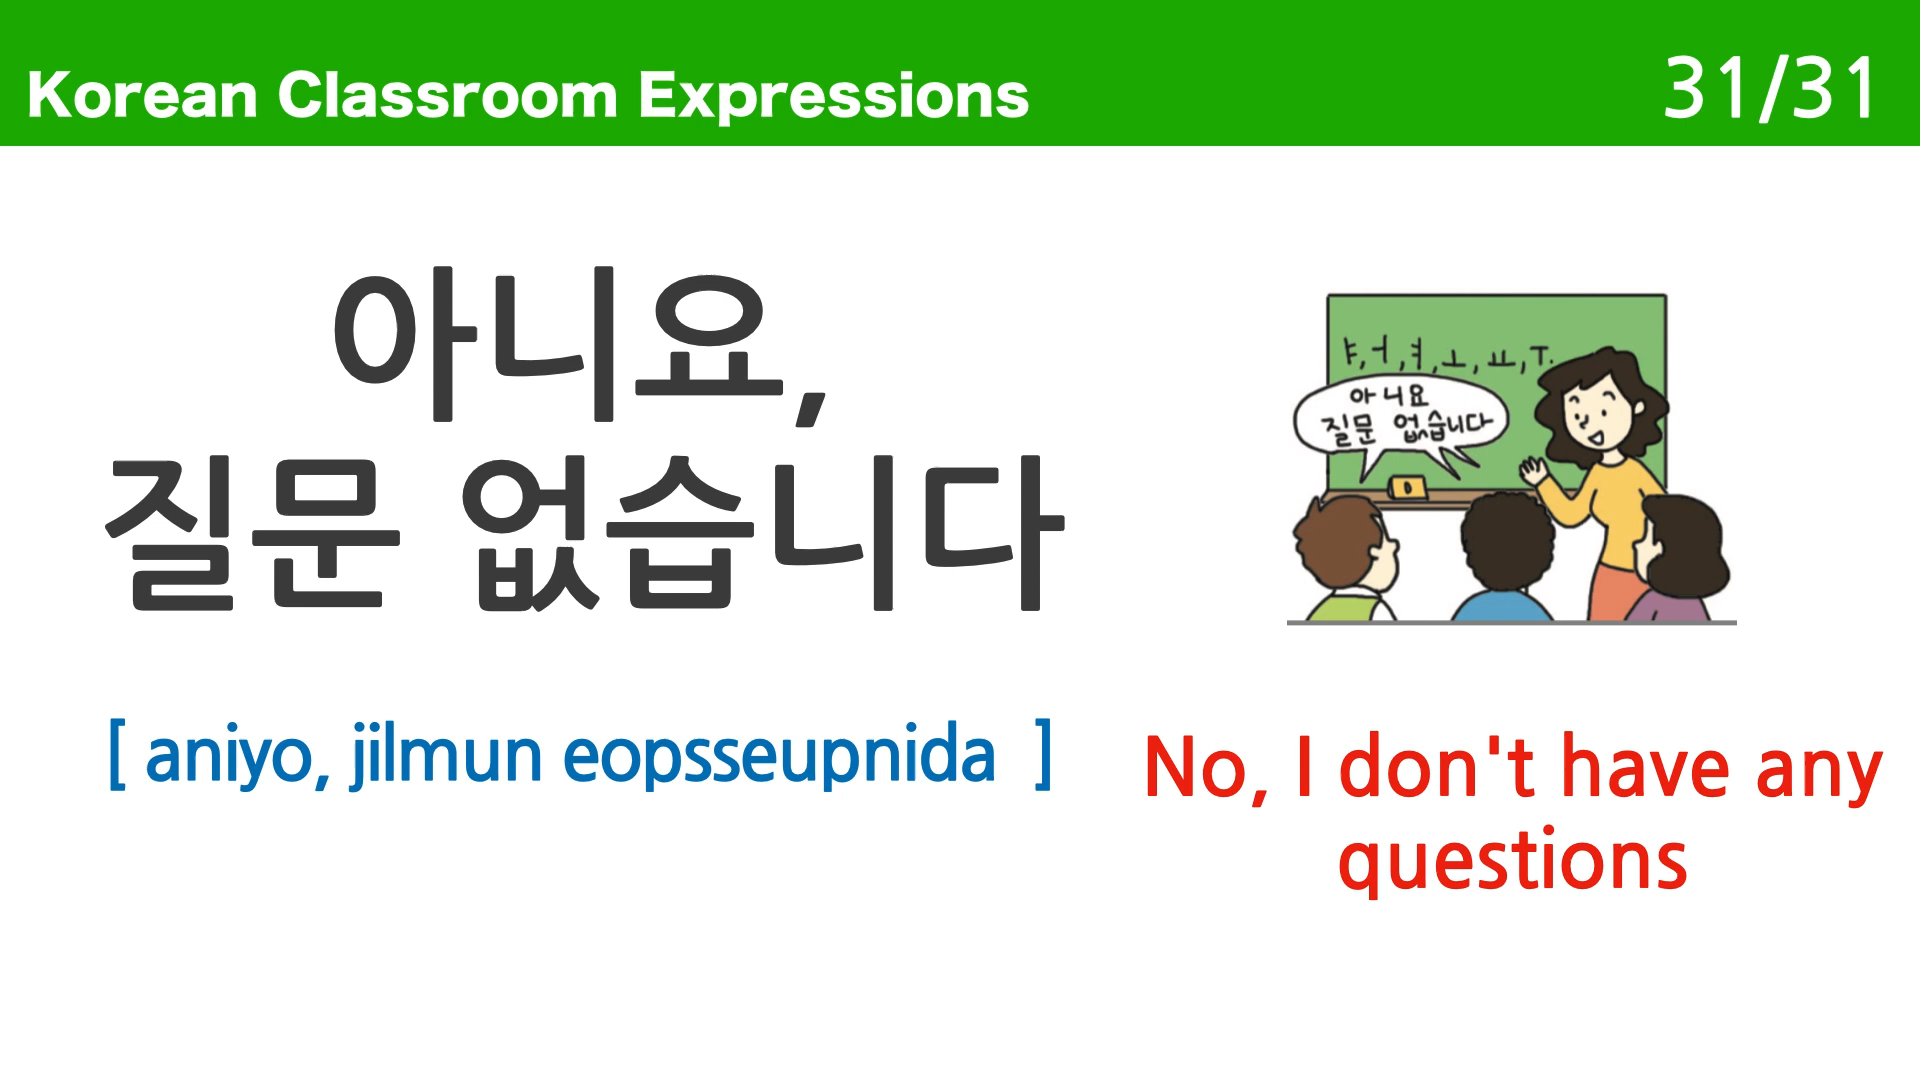 Korean Classroom Expressions
31/31
아니요,
질문 없습니다
[ aniyo, jilmun eopsseupnida ]
ㅑ,ㅓ,ㅕ,ㅗ,ㅛ,ㅜ.
아니요
질문 없습니다
No, I don't have any
questions